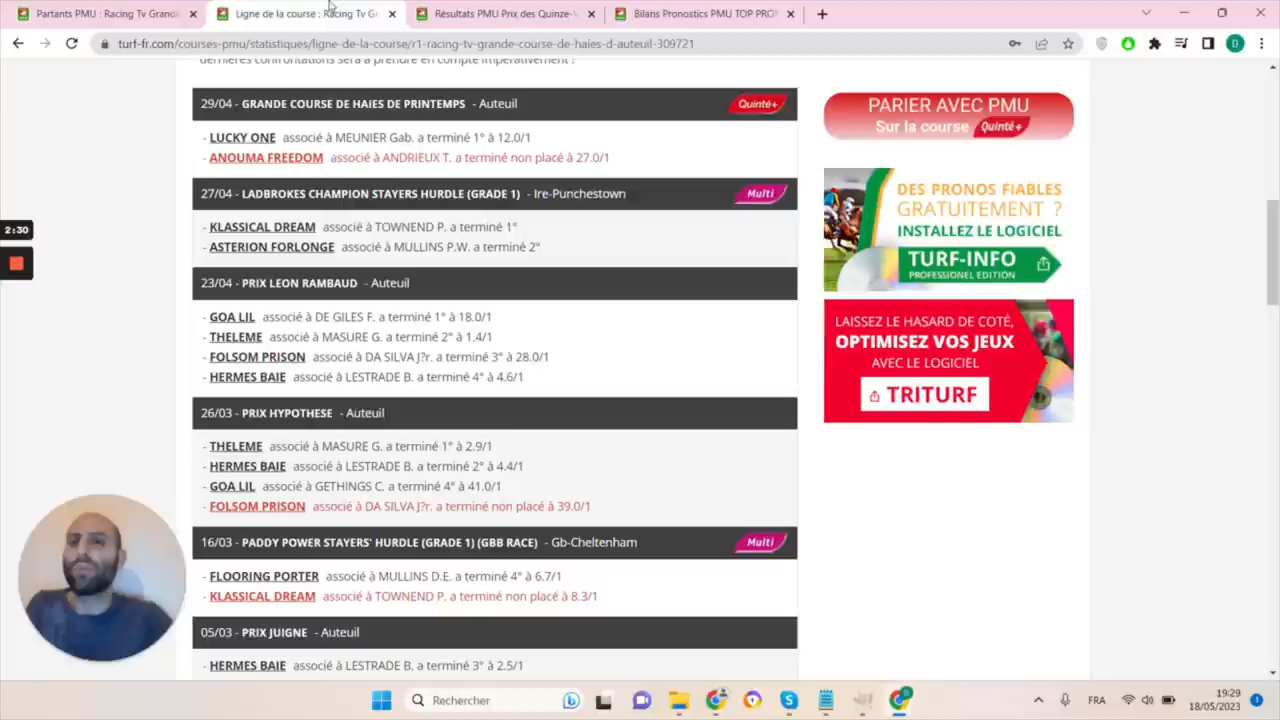 Partants PMU : Racing Tv Grande
Ligne de la course : Racing Tv Gr
Résultats PMU Prix des Quinze-V
Bilans Pronostics PMU TOP PRO
turf-fr.com/courses-pmu/statistiques/ligne-de-la-course/r1-racing-tv-grande-course-de-haies-d-auteuil-309721
D
dernières confrontations sera à prendre en compte impérativement !
29/04 - GRANDE COURSE DE HAIES DE PRINTEMPS - Auteuil
Quinté+
- LUCKY ONE associé à MEUNIER Gab. a terminé 1° à 12.0/1
- ANOUMA FREEDOM associé à ANDRIEUX T. a terminé non placé à 27.0/1
27/04 - LADBROKES CHAMPION STAYERS HURDLE (GRADE 1) - Ire-Punchestown
Multi
- KLASSICAL DREAM associé à TOWNEND P. a terminé 1°
- ASTERION FORLONGE associé à MULLINS P.W. a terminé 2°
23/04 - PRIX LEON RAMBAUD - Auteuil
- GOA LIL associé à DE GILES F. a terminé 1° à 18.0/1
- THELEME associé à MASURE G. a terminé 2° à 1.4/1
- FOLSOM PRISON associé à DA SILVA J?r. a terminé 3° à 28.0/1
- HERMES BAIE associé à LESTRADE B. a terminé 4° à 4.6/1
26/03 - PRIX HYPOTHESE - Auteuil
- THELEME associé à MASURE G. a terminé 1° à 2.9/1
- HERMES BAIE associé à LESTRADE B. a terminé 2° à 4.4/1
- GOA LIL associé à GETHINGS C. a terminé 4° à 41.0/1
- FOLSOM PRISON associé à DA SILVA J?r. a terminé non placé à 39.0/1
16/03 - PADDY POWER STAYERS' HURDLE (GRADE 1) (GBB RACE) - Gb-Cheltenham
Multi
- FLOORING PORTER associé à MULLINS D.E. a terminé 4° à 6.7/1
- KLASSICAL DREAM associé à TOWNEND P. a terminé non placé à 8.3/1
05/03 - PRIX JUIGNE - Auteuil
- HERMES BAIE associé à LESTRADE B. a terminé 3° à 2.5/1
PARIER AVEC PMU
Sur la course Quinté+
DES PRONOS FIABLES
GRATUITEMENT ?
INSTALLEZ LE LOGICIEL
TURF-INFO
PROFESSIONEL EDITION
LAISSEZ LE HASARD DE COTÉ,
OPTIMISEZ VOS JEUX
AVEC LE LOGICIEL
TRITURF
2:30
Rechercher
FRA
19:29
18/05/2023